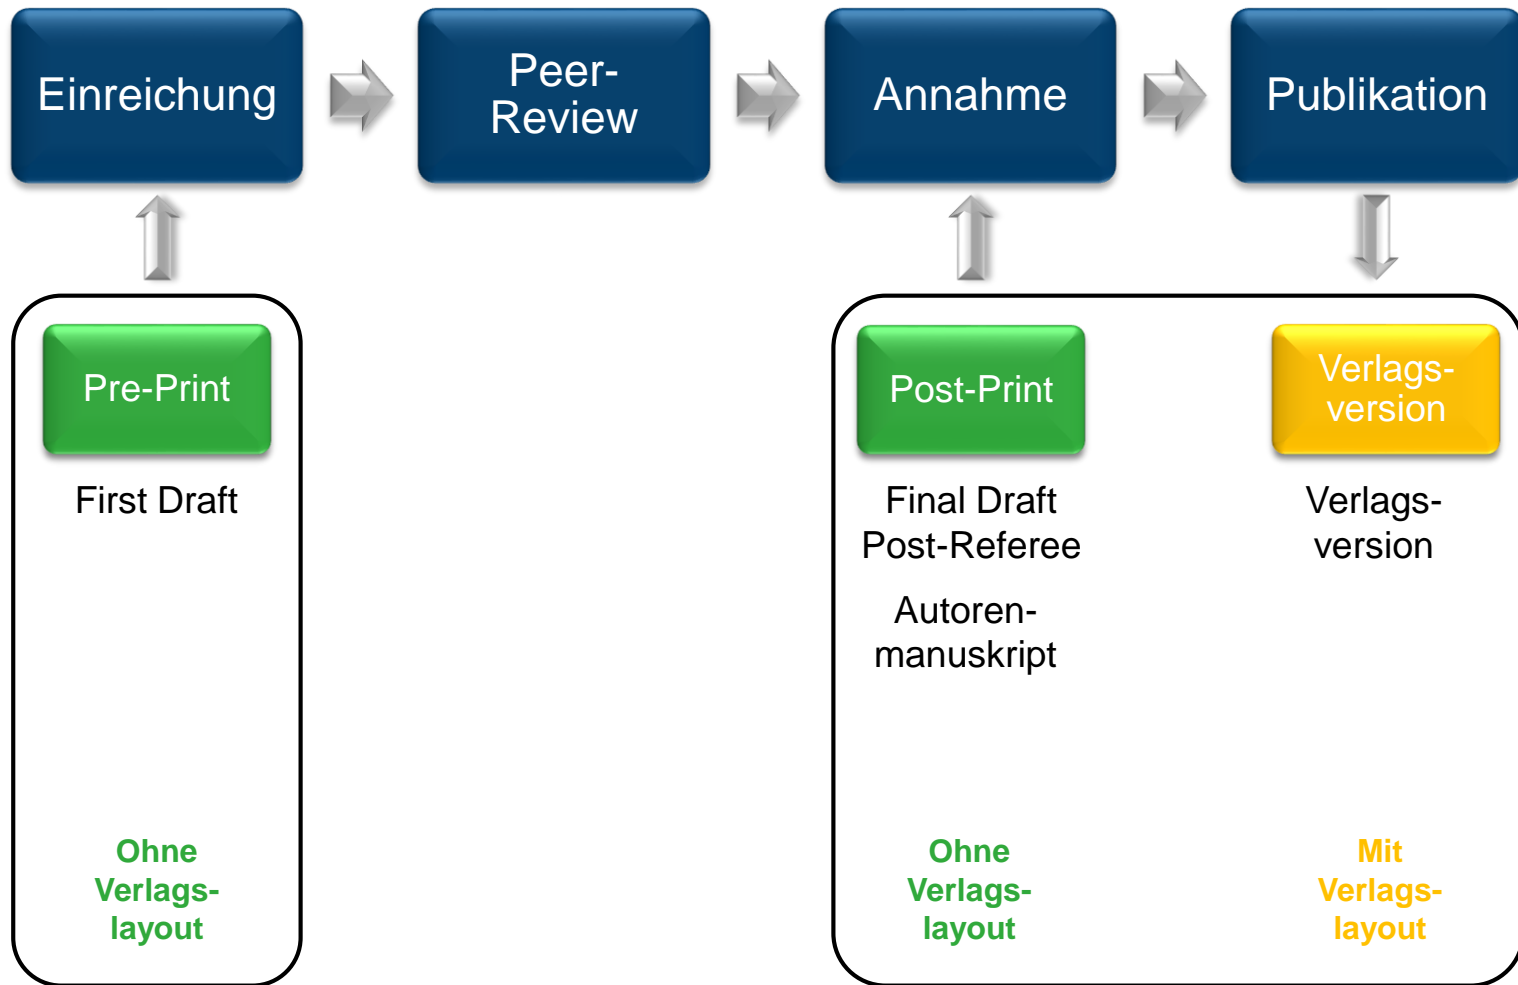 Einreichung
Peer-
Review
Annahme
Publikation
Pre-Print
First Draft
Ohne
Verlags-
layout
Post-Print
Final Draft
Post-Referee
Autoren-
manuskript
Ohne
Verlags-
layout
Verlags-
version
Verlags-
version
Mit
Verlags-
layout